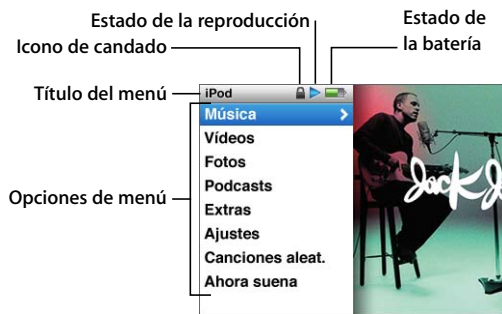 Estado de la reproducción
Estado de
la batería
Icono de candado
Título del menú
iPod
Música
Vídeos
Fotos
Podcasts
Opciones de menú
Extras
Ajustes
Canciones aleat.
Ahora suena
Jack